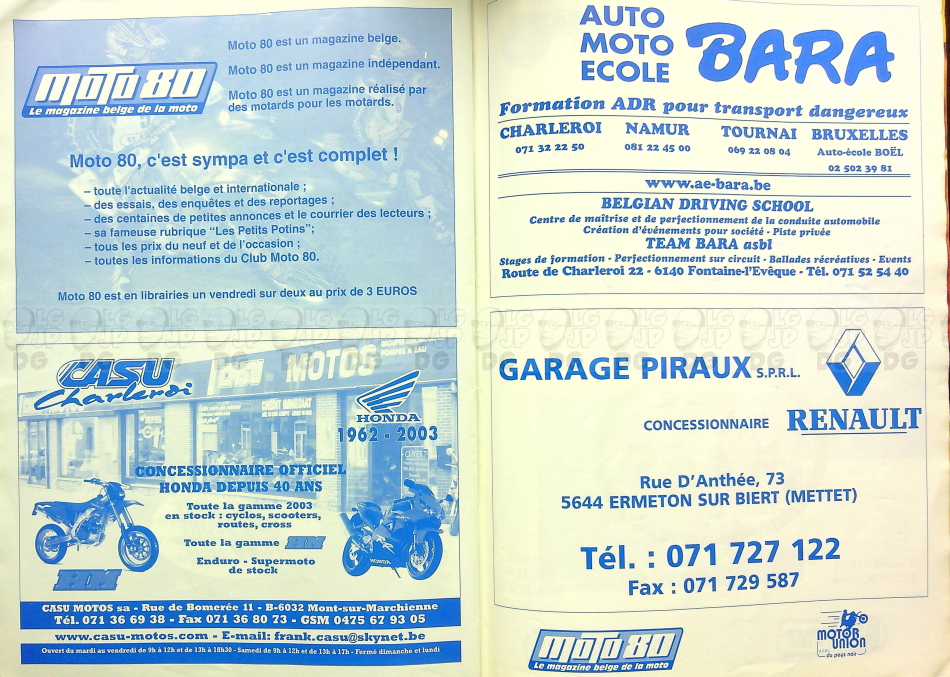 Moto 80 est un magazine belge.
Moto 80 est un magazine indépendant.
Moto 80 est un magazine réalisé par
des motards pour les motards.
MOTO 80
Le magazine belge de la moto
Moto 80, c'est sympa et c'est complet !
– toute l'actualité belge et internationale ;
– des essais, des enquêtes et des reportages ;
– des centaines de petites annonces et le courrier des lecteurs ;
– sa fameuse rubrique "Les Petits Potins";
– tous les prix du neuf et de l'occasion ;
– toutes les informations du Club Moto 80.
Moto 80 est en librairies un vendredi sur deux au prix de 3 EUROS
CASU
Charleroi
MOTOS
POMPES A EAU
CREDIT IMMEDIAT
OUVERT
HONDA
1962 - 2003
CONCESSIONNAIRE OFFICIEL
HONDA DEPUIS 40 ANS
Toute la gamme 2003
en stock : cyclos, scooters,
routes, cross
Toute la gamme HM
Enduro - Supermoto
de stock
HM
HONDA
CASU MOTOS sa - Rue de Bomerée 11 - B-6032 Mont-sur-Marchienne
Tél. 071 36 69 38 - Fax 071 36 80 73 - GSM 0475 67 93 05
www.casu-motos.com - E-mail: frank.casu@skynet.be
Ouvert du mardi au vendredi de 9h à 12h et de 13h à 18h30 - Samedi de 9h à 12h et de 13h à 17h - Fermé dimanche et lundi
AUTO
MOTO
ECOLE
BARA
Formation ADR pour transport dangereux
CHARLEROI NAMUR TOURNAI BRUXELLES
071 32 22 50 081 22 45 00 069 22 08 04 Auto-école BOËL
02 502 39 81
www.ae-bara.be
BELGIAN DRIVING SCHOOL
Centre de maîtrise et de perfectionnement de la conduite automobile
Création d'événements pour société - Piste privée
TEAM BARA asbl
Stages de formation - Perfectionnement sur circuit - Ballades récréatives - Events
Route de Charleroi 22 - 6140 Fontaine-l'Evêque - Tél. 071 52 54 40
LG JP DG
GARAGE PIRAUX S.P.R.L.
CONCESSIONNAIRE RENAULT
Rue D'Anthée, 73
5644 ERMETON SUR BIERT (METTET)
Tél. : 071 727 122
Fax : 071 729 587
MOTO 80
Le magazine belge de la moto
MOTOR
UNION
du pays noir